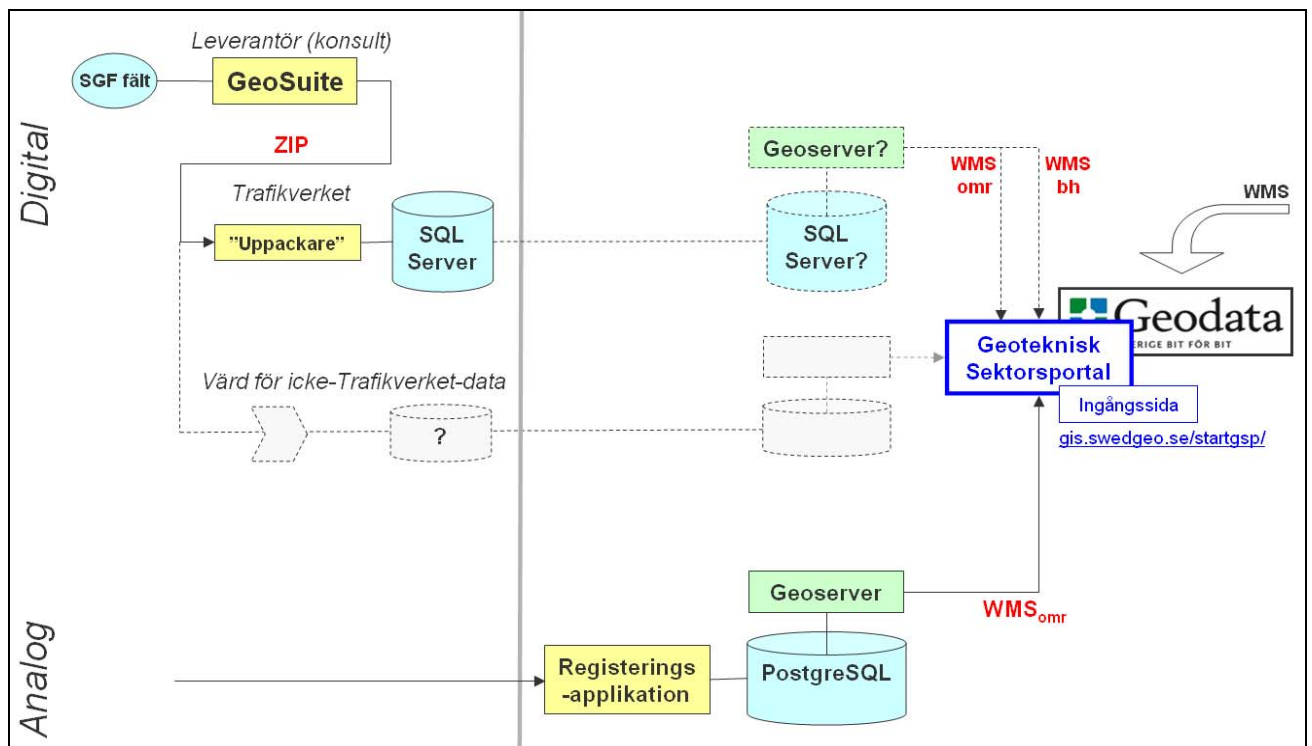 Digital
Leverantör (konsult)
SGF fält
GeoSuite
ZIP
Trafikverket
"Uppackare"
SQL
Server
Värd för icke-Trafikverket-data
?
Geoserver?
WMS
omr
WMS
bh
SQL
Server?
WMS
Geodata
ERIGE BIT FÖR BIT
Geoteknisk
Sektorsportal
Ingångssida
gis.swedgeo.se/startgsp/
Analog
Registerings
-applikation
Geoserver
PostgreSQL
WMSomr